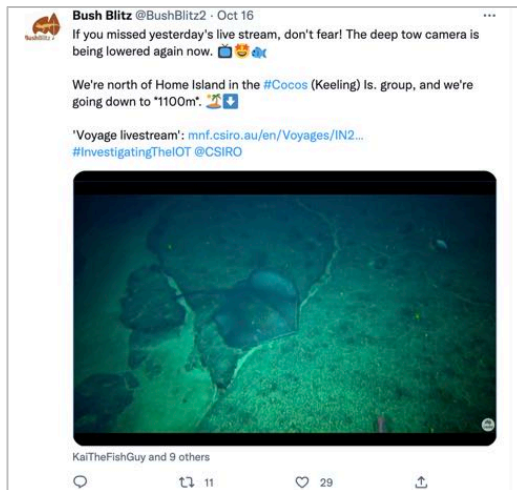 Bush Blitz @BushBlitz2 · Oct 16
If you missed yesterday's live stream, don't fear! The deep tow camera is
being lowered again now. 📺🤩🐟
We're north of Home Island in the #Cocos (Keeling) Is. group, and we're
going down to *1100m*. 🏝️⬇️
'Voyage livestream': mnf.csiro.au/en/Voyages/IN2...
#InvestigatingTheIOT @CSIRO
KaiTheFishGuy and 9 others
11
29